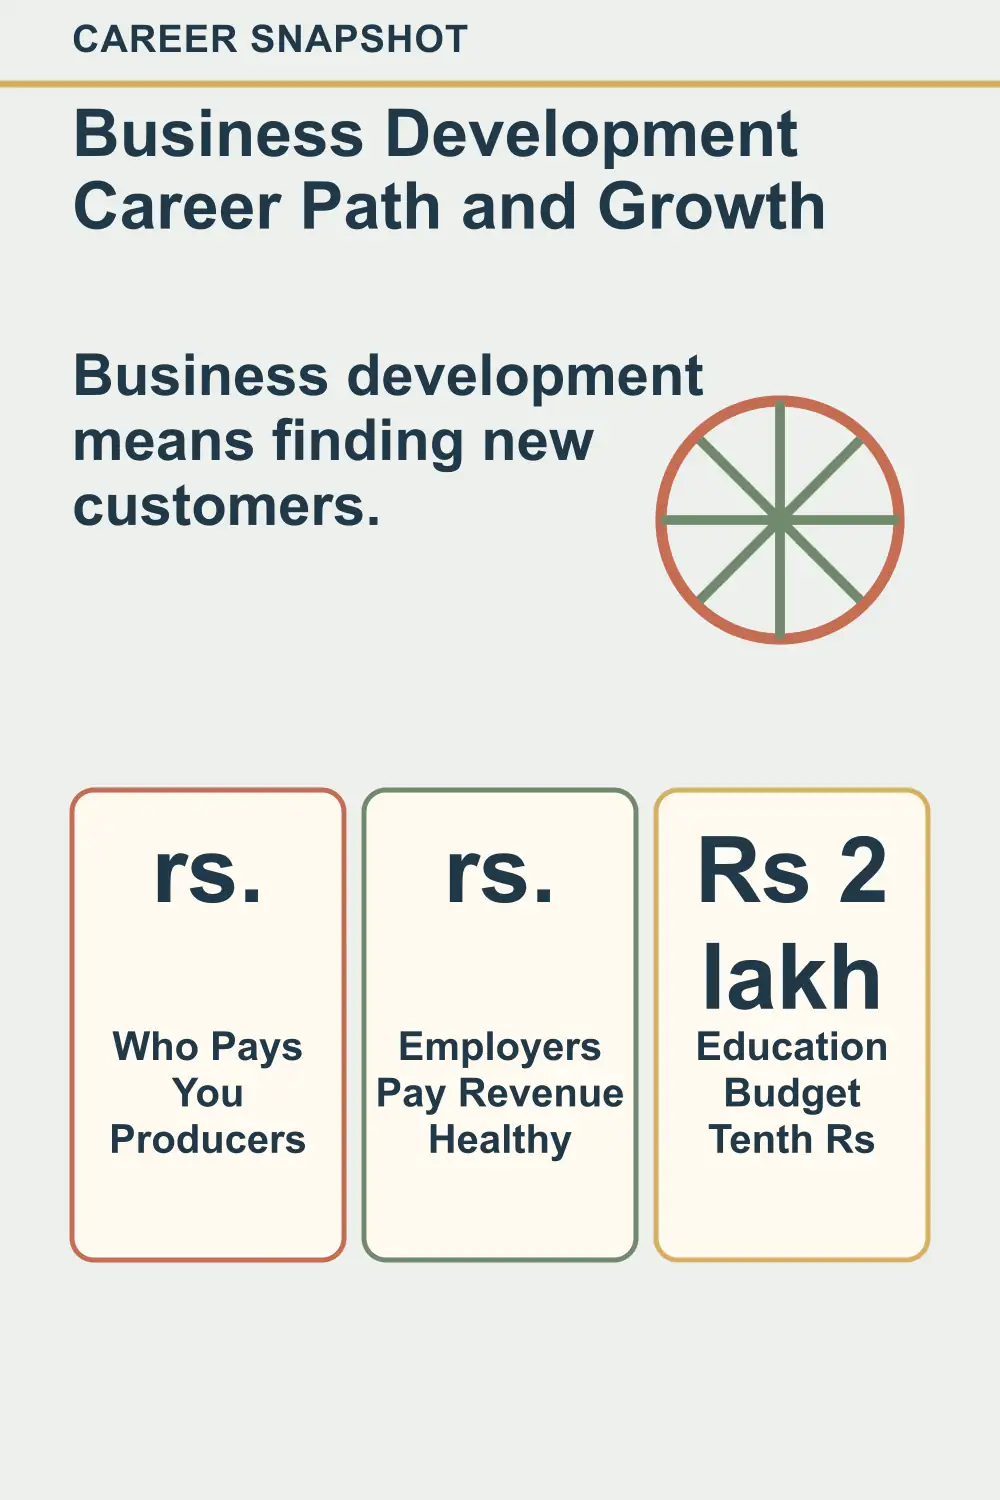 CAREER SNAPSHOT
Business Development
Career Path and Growth
Business development
means finding new
customers.
rs.
Who Pays
You
Producers
rs.
Employers
Pay Revenue
Healthy
Rs 2
lakh
Education
Budget
Tenth Rs